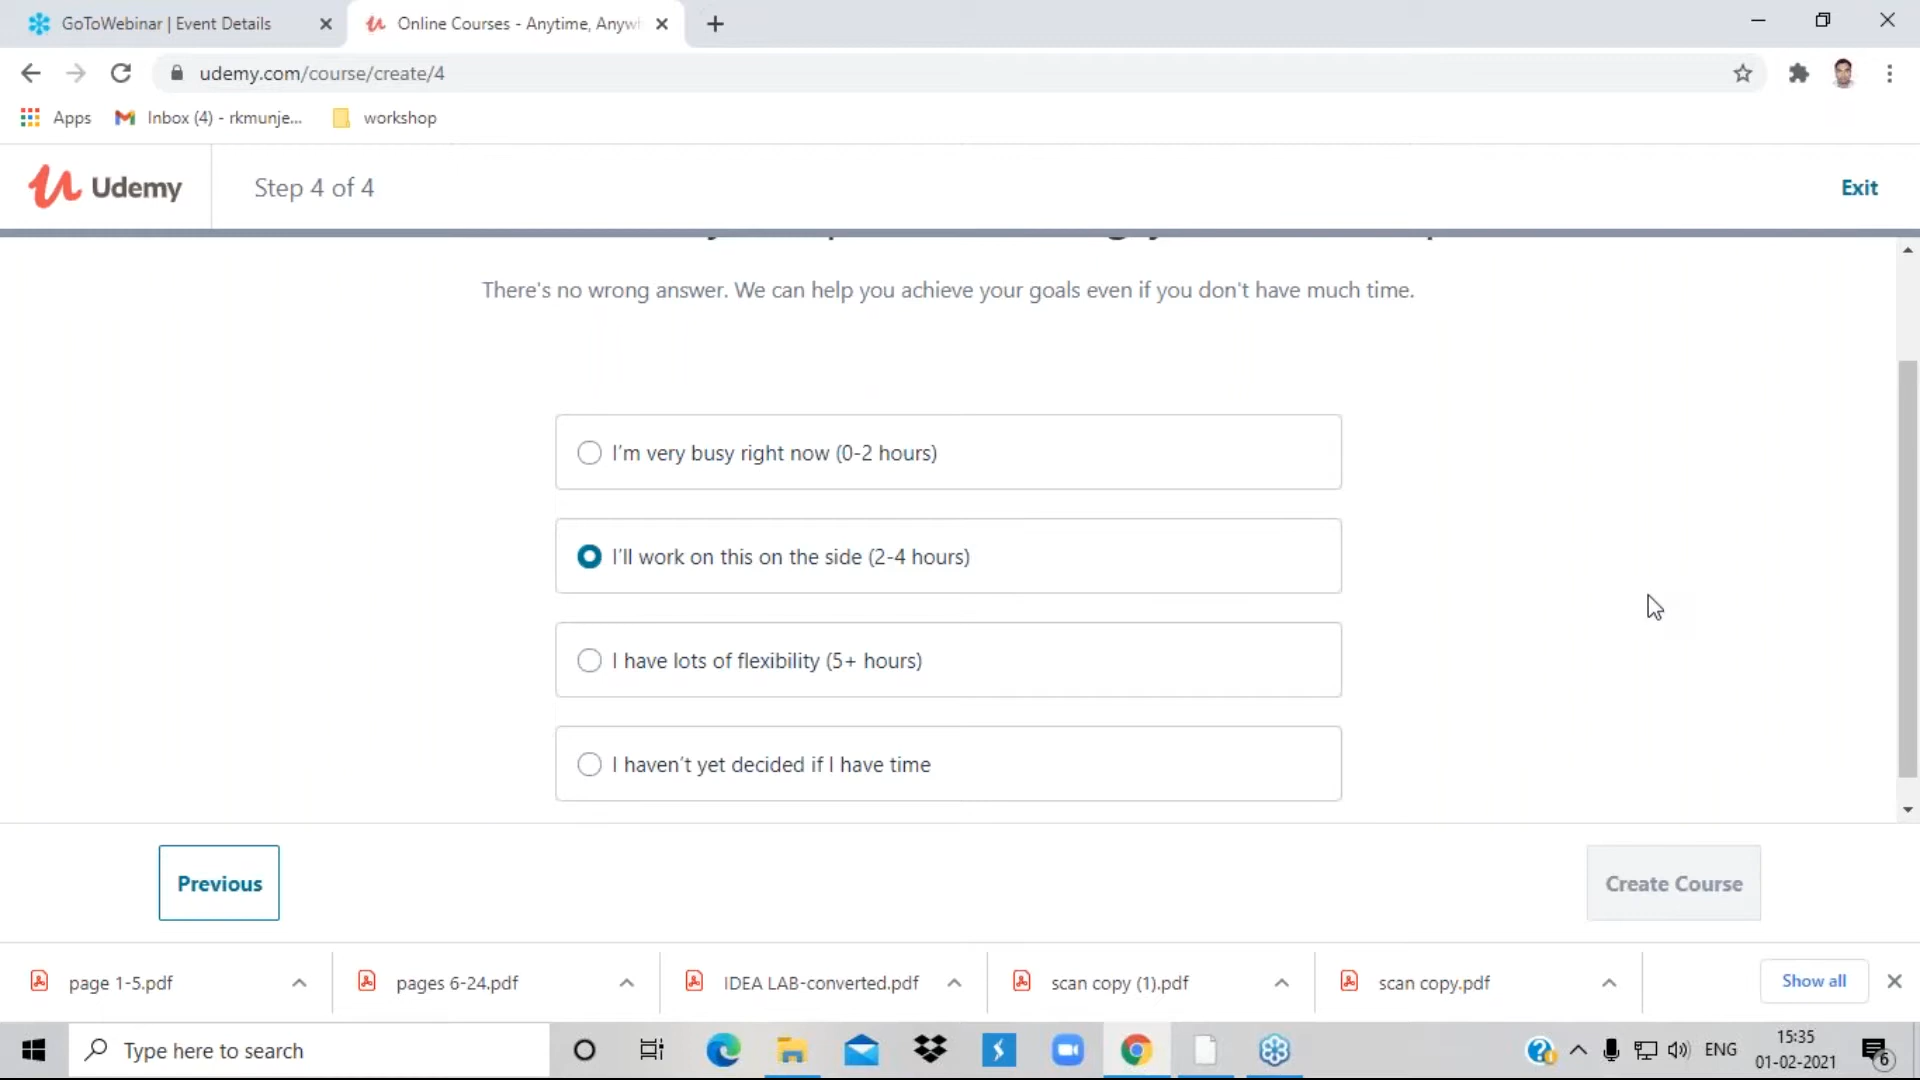 GoToWebinar | Event Details
Online Courses - Anytime, Anywh
udemy.com/course/create/4
Apps
Inbox (4) - rkmunje...
workshop
Udemy
Step 4 of 4
Exit
There's no wrong answer. We can help you achieve your goals even if you don't have much time.
I'm very busy right now (0-2 hours)
I'll work on this on the side (2-4 hours)
I have lots of flexibility (5+ hours)
I haven't yet decided if I have time
Previous
Create Course
page 1-5.pdf
pages 6-24.pdf
IDEA LAB-converted.pdf
scan copy (1).pdf
scan copy.pdf
Show all
Type here to search
ENG
15:35
01-02-2021
6